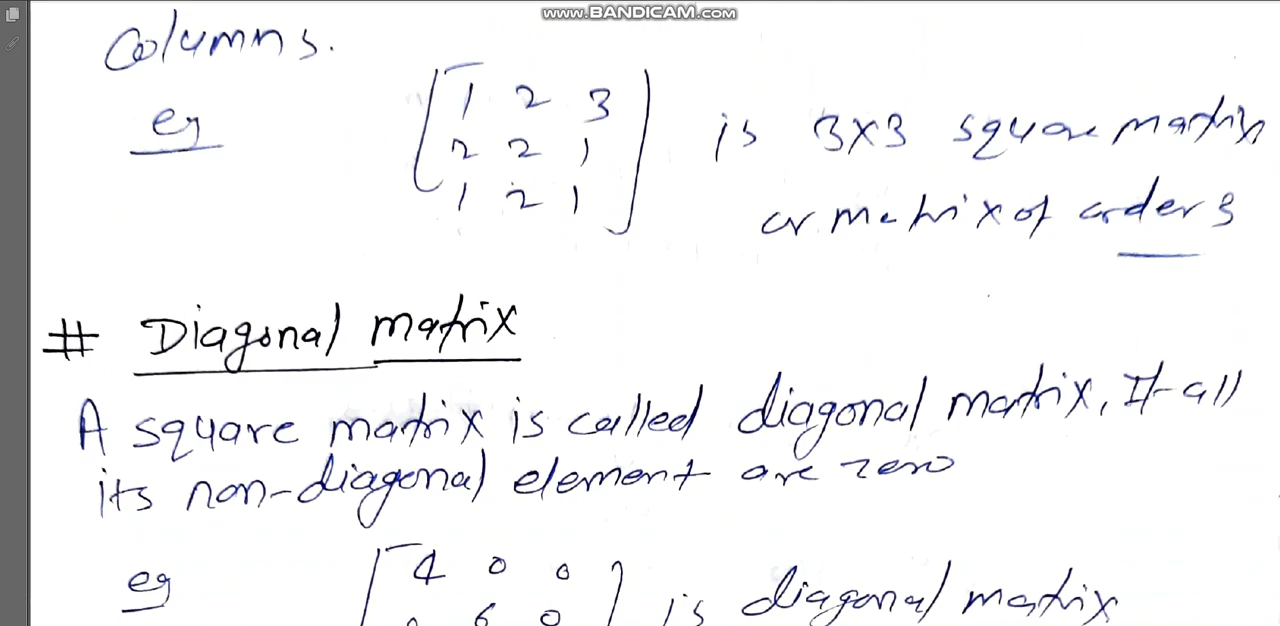 www.BANDICAM.com
Columns.
eg
1 2 3
2 2 1
1 2 1
is 3x3 square matrix
or matrix of order 3
# Diagonal matrix
A square matrix is called diagonal matrix, If all
its non-diagonal element are zero
eg
4 0 0
6 0
is diagonal matrix